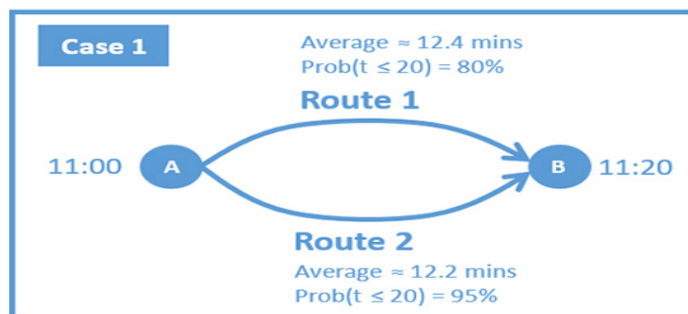 Case 1
Average ≈ 12.4 mins
Prob(t ≤ 20) = 80%
Route 1
11:00
A
B
11:20
Route 2
Average ≈ 12.2 mins
Prob(t ≤ 20) = 95%